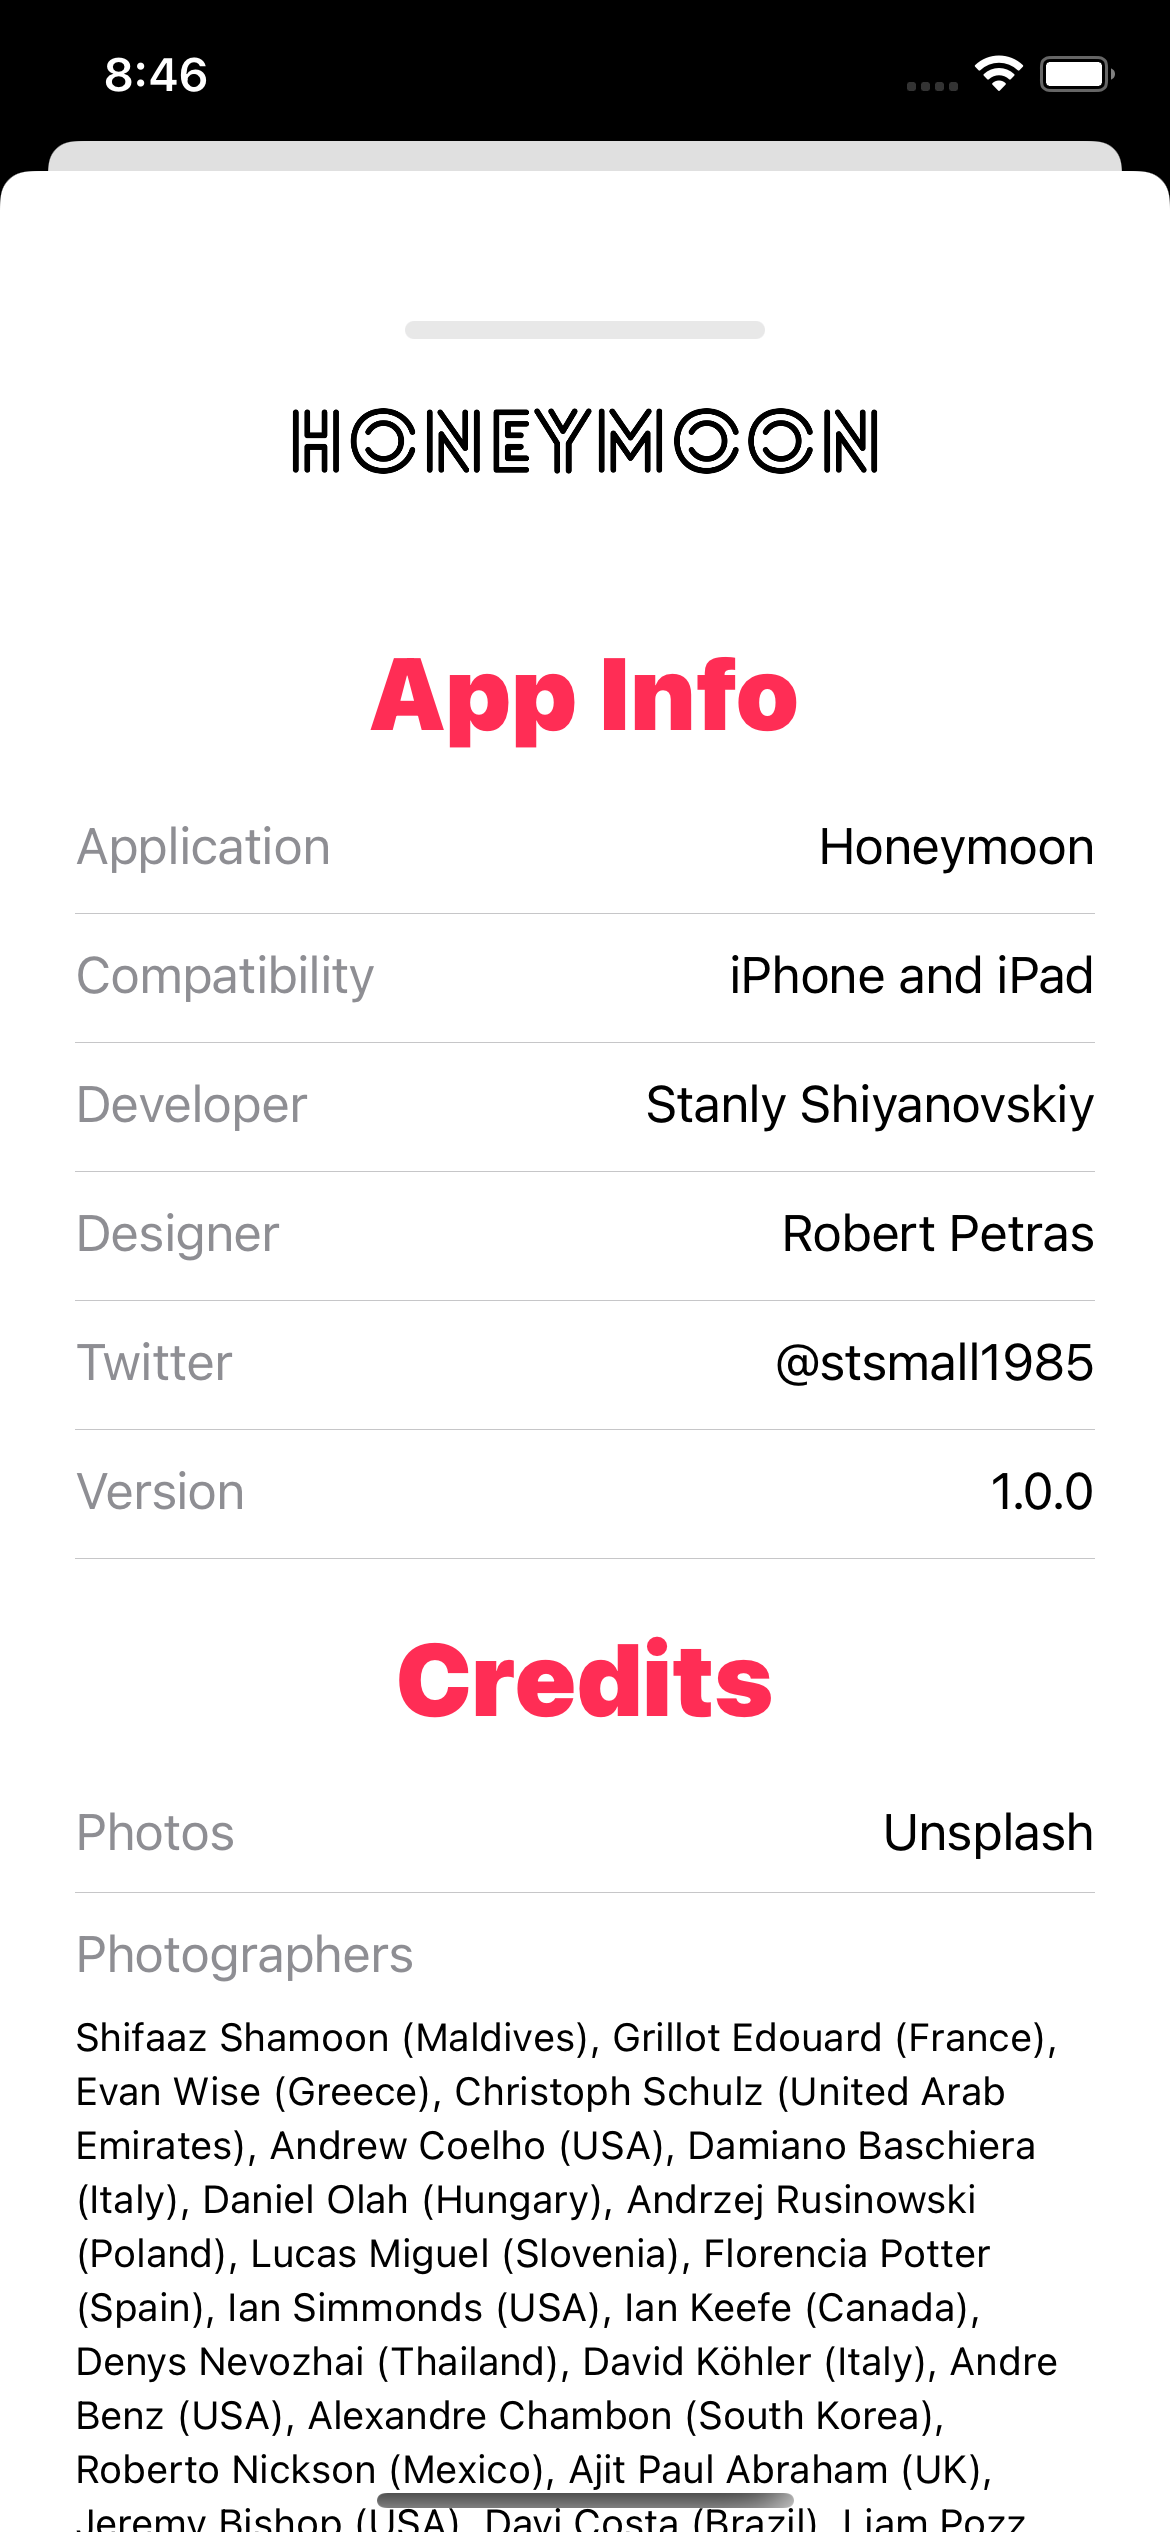 8:46
HONEYMOON
App Info
Application Honeymoon
Compatibility iPhone and iPad
Developer Stanly Shiyanovskiy
Designer Robert Petras
Twitter @stsmall1985
Version 1.0.0
Credits
Photos Unsplash
Photographers
Shifaaz Shamoon (Maldives), Grillot Edouard (France),
Evan Wise (Greece), Christoph Schulz (United Arab
Emirates), Andrew Coelho (USA), Damiano Baschiera
(Italy), Daniel Olah (Hungary), Andrzej Rusinowski
(Poland), Lucas Miguel (Slovenia), Florencia Potter
(Spain), Ian Simmonds (USA), Ian Keefe (Canada),
Denys Nevozhai (Thailand), David Köhler (Italy), Andre
Benz (USA), Alexandre Chambon (South Korea),
Roberto Nickson (Mexico), Ajit Paul Abraham (UK),
Jeremy Bishop (USA), Davi Costa (Brazil), Liam Pozz